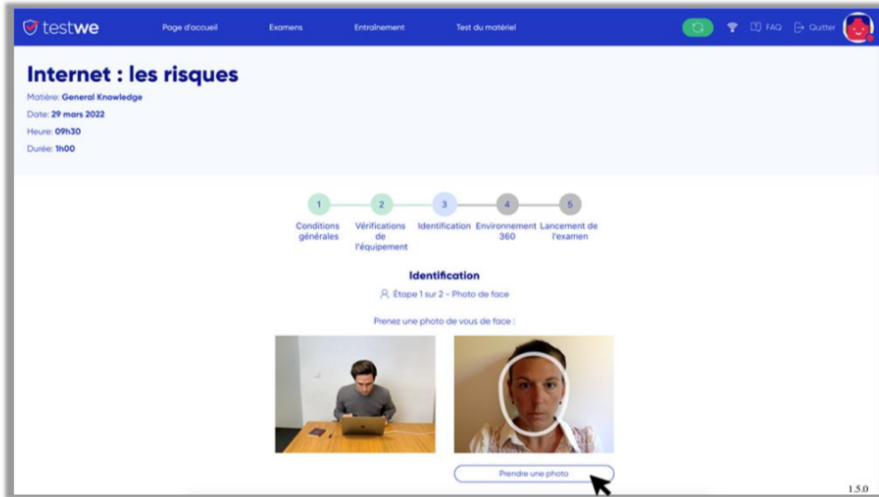 testwe
Page d'accueil
Examens
Entraînement
Test du matériel
FAQ
Quitter
Internet : les risques
Matière: General Knowledge
Date: 29 mars 2022
Heure: 09h30
Durée: 1h00
1
2
3
4
5
Conditions
générales
Vérifications
de
l'équipement
Identification
Environnement
360
Lancement de
l'examen
Identification
Étape 1 sur 2 - Photo de face
Prenez une photo de vous de face :
Prendre une photo
1.5.0